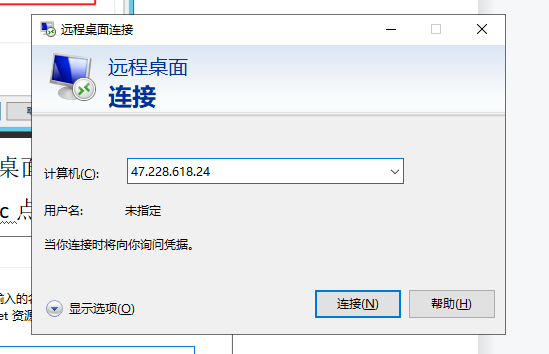 远程桌面连接
远程桌面
连接
桌面
计算机(C):
47.228.618.24
c 点
用户名:
未指定
当你连接时将向你询问凭据。
输入的名
et 资源
显示选项(O)
连接(N)
帮助(H)